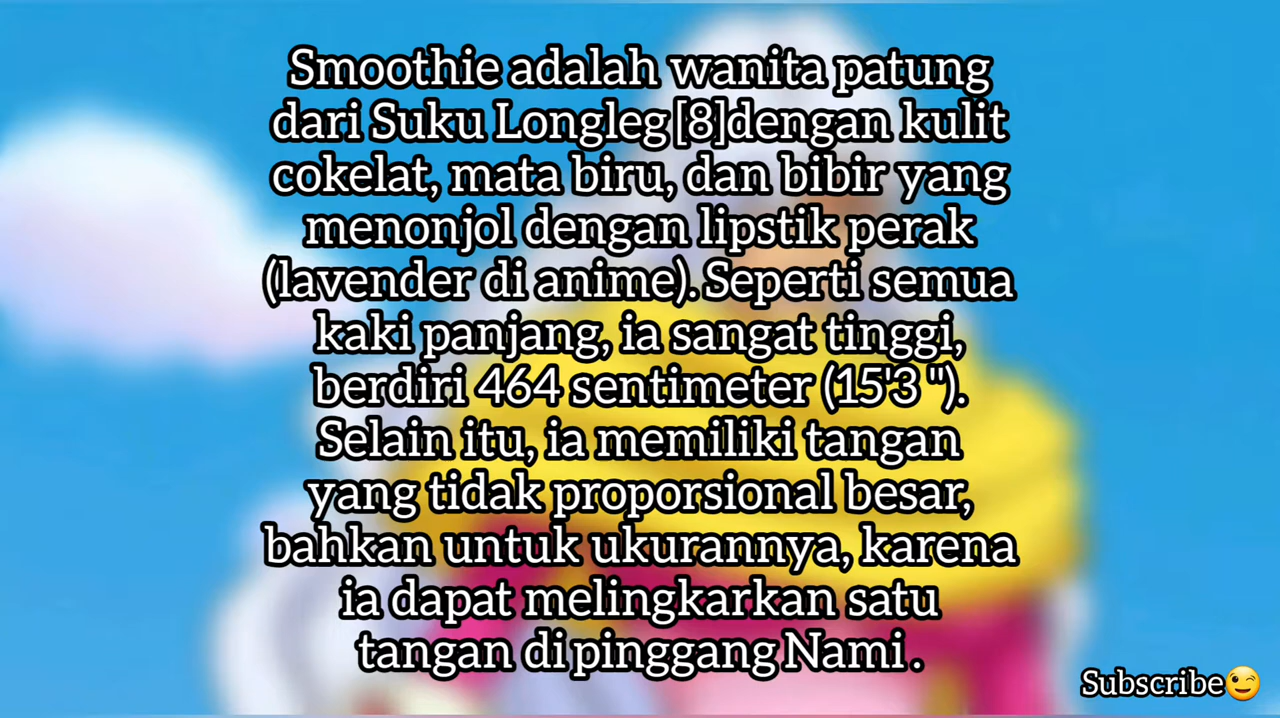 Smoothie adalah wanita patung
dari Suku Longleg [8]dengan kulit
cokelat, mata biru, dan bibir yang
menonjol dengan lipstik perak
(lavender di anime). Seperti semua
kaki panjang, ia sangat tinggi,
berdiri 464 sentimeter (15'3 ").
Selain itu, ia memiliki tangan
yang tidak proporsional besar,
bahkan untuk ukurannya, karena
ia dapat melingkarkan satu
tangan di pinggang Nami .
Subscribe😉